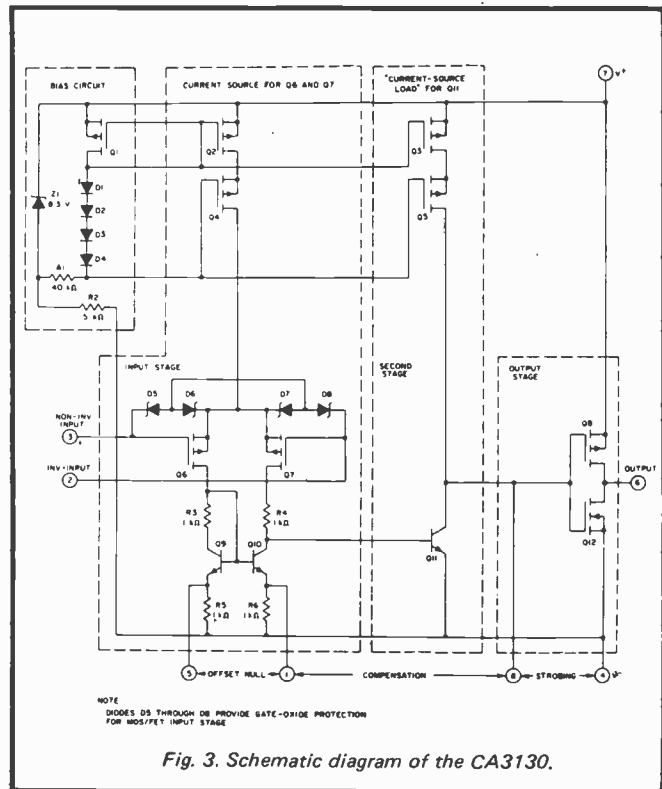 BIAS CIRCUIT
CURRENT SOURCE FOR Q6 AND Q7
"CURRENT-SOURCE
LOAD" FOR Q11
7 V+
Q1
Q2
Q3
Z1
8.3 V
D1
D2
D3
D4
Q4
Q5
R1
40 kΩ
R2
5 kΩ
INPUT STAGE
SECOND
STAGE
OUTPUT
STAGE
D5
D6
D7
D8
NON-INV
INPUT
3
Q6
Q7
INV-INPUT
2
Q8
OUTPUT
6
R3
1 kΩ
R4
1 kΩ
Q9
Q10
Q11
Q12
R5
1 kΩ
R6
1 kΩ
5
OFFSET NULL
1
COMPENSATION
8
STROBING
4
V-
NOTE
DIODES D5 THROUGH D8 PROVIDE GATE-OXIDE PROTECTION
FOR MOS/FET INPUT STAGE
Fig. 3. Schematic diagram of the CA3130.